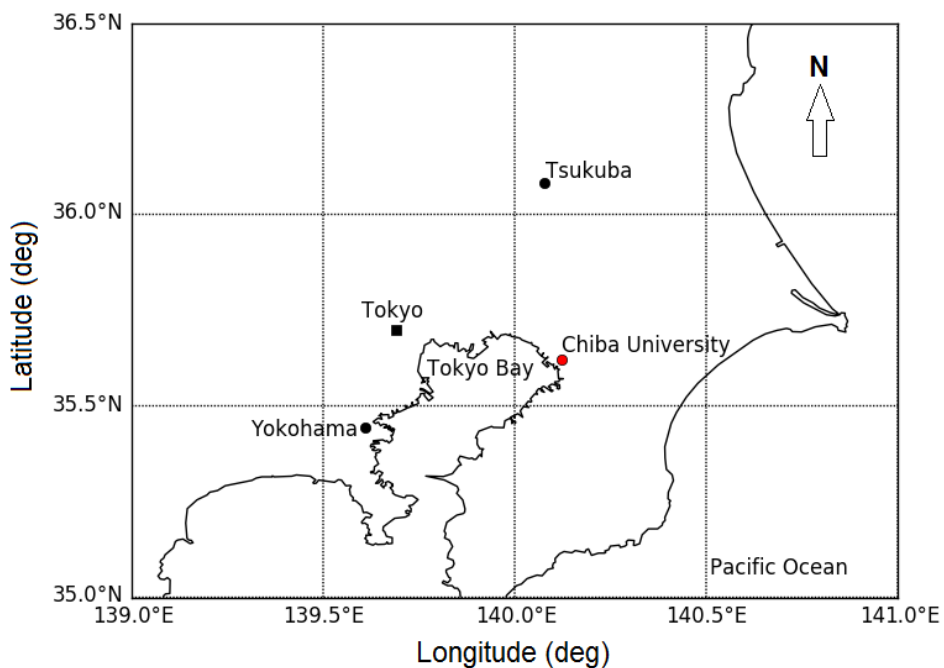 36.5°N
N
Tsukuba
36.0°N
Latitude (deg)
Tokyo
Chiba University
Tokyo Bay
35.5°N
Yokohama
Pacific Ocean
35.0°N
139.0°E
139.5°E
140.0°E
140.5°E
141.0°E
Longitude (deg)